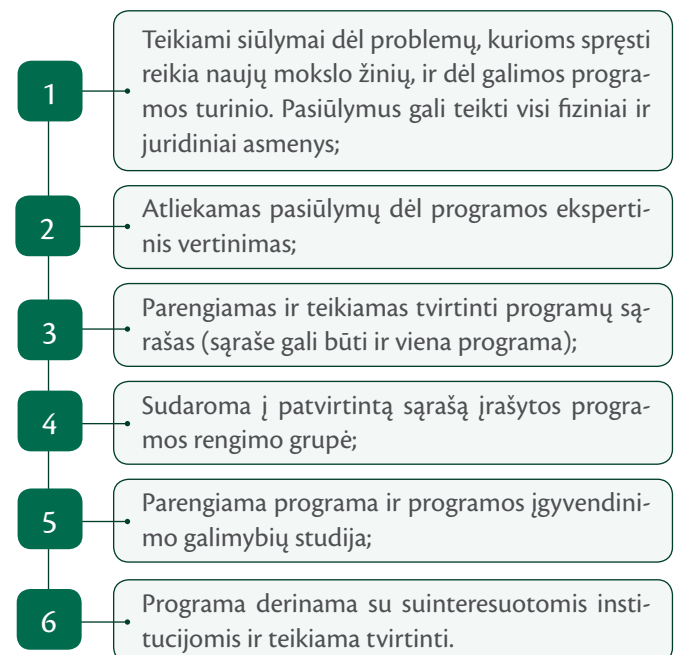 1
Teikiami siūlymai dėl problemų, kurioms spręsti
reikia naujų mokslo žinių, ir dėl galimos progra-
mos turinio. Pasiūlymus gali teikti visi fiziniai ir
juridiniai asmenys;
2
Atliekamas pasiūlymų dėl programos eksperti-
nis vertinimas;
3
Parengiamas ir teikiamas tvirtinti programų są-
rašas (sąraše gali būti ir viena programa);
4
Sudaroma į patvirtintą sąrašą įrašytos progra-
mos rengimo grupė;
5
Parengiama programa ir programos įgyvendini-
mo galimybių studija;
6
Programa derinama su suinteresuotomis insti-
tucijomis ir teikiama tvirtinti.